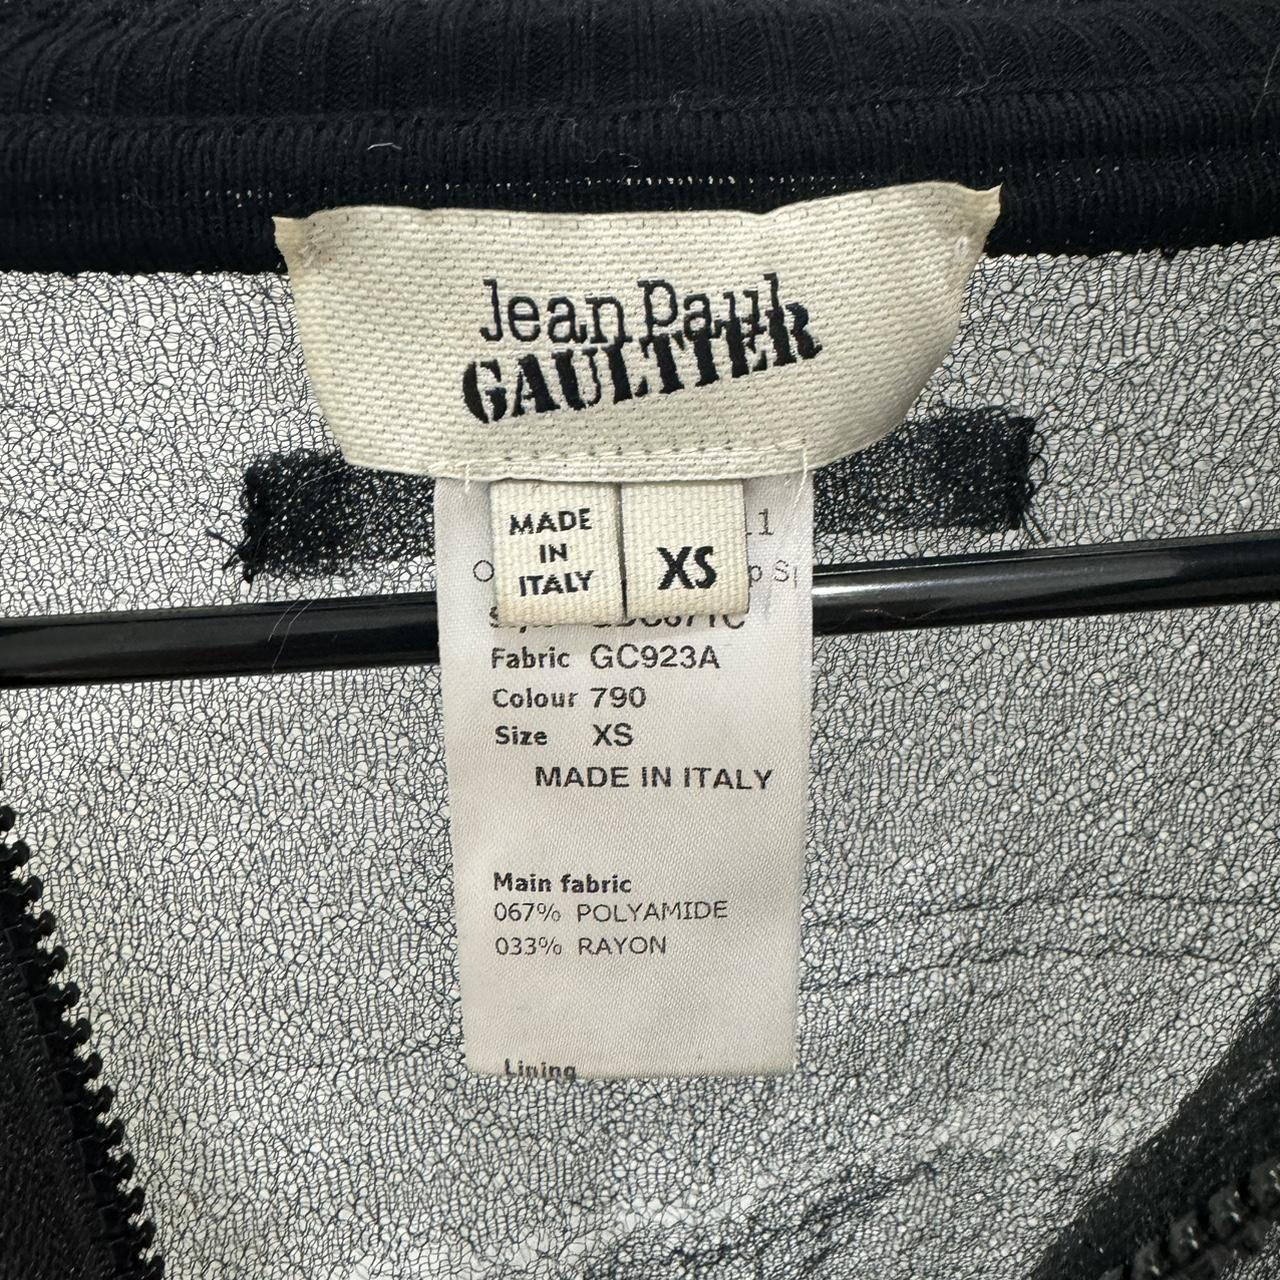 Jean Paul
GAULTIER
MADE
IN
ITALY
XS
Fabric GC923A
Colour 790
Size XS
MADE IN ITALY
Main fabric
067% POLYAMIDE
033% RAYON
Lining